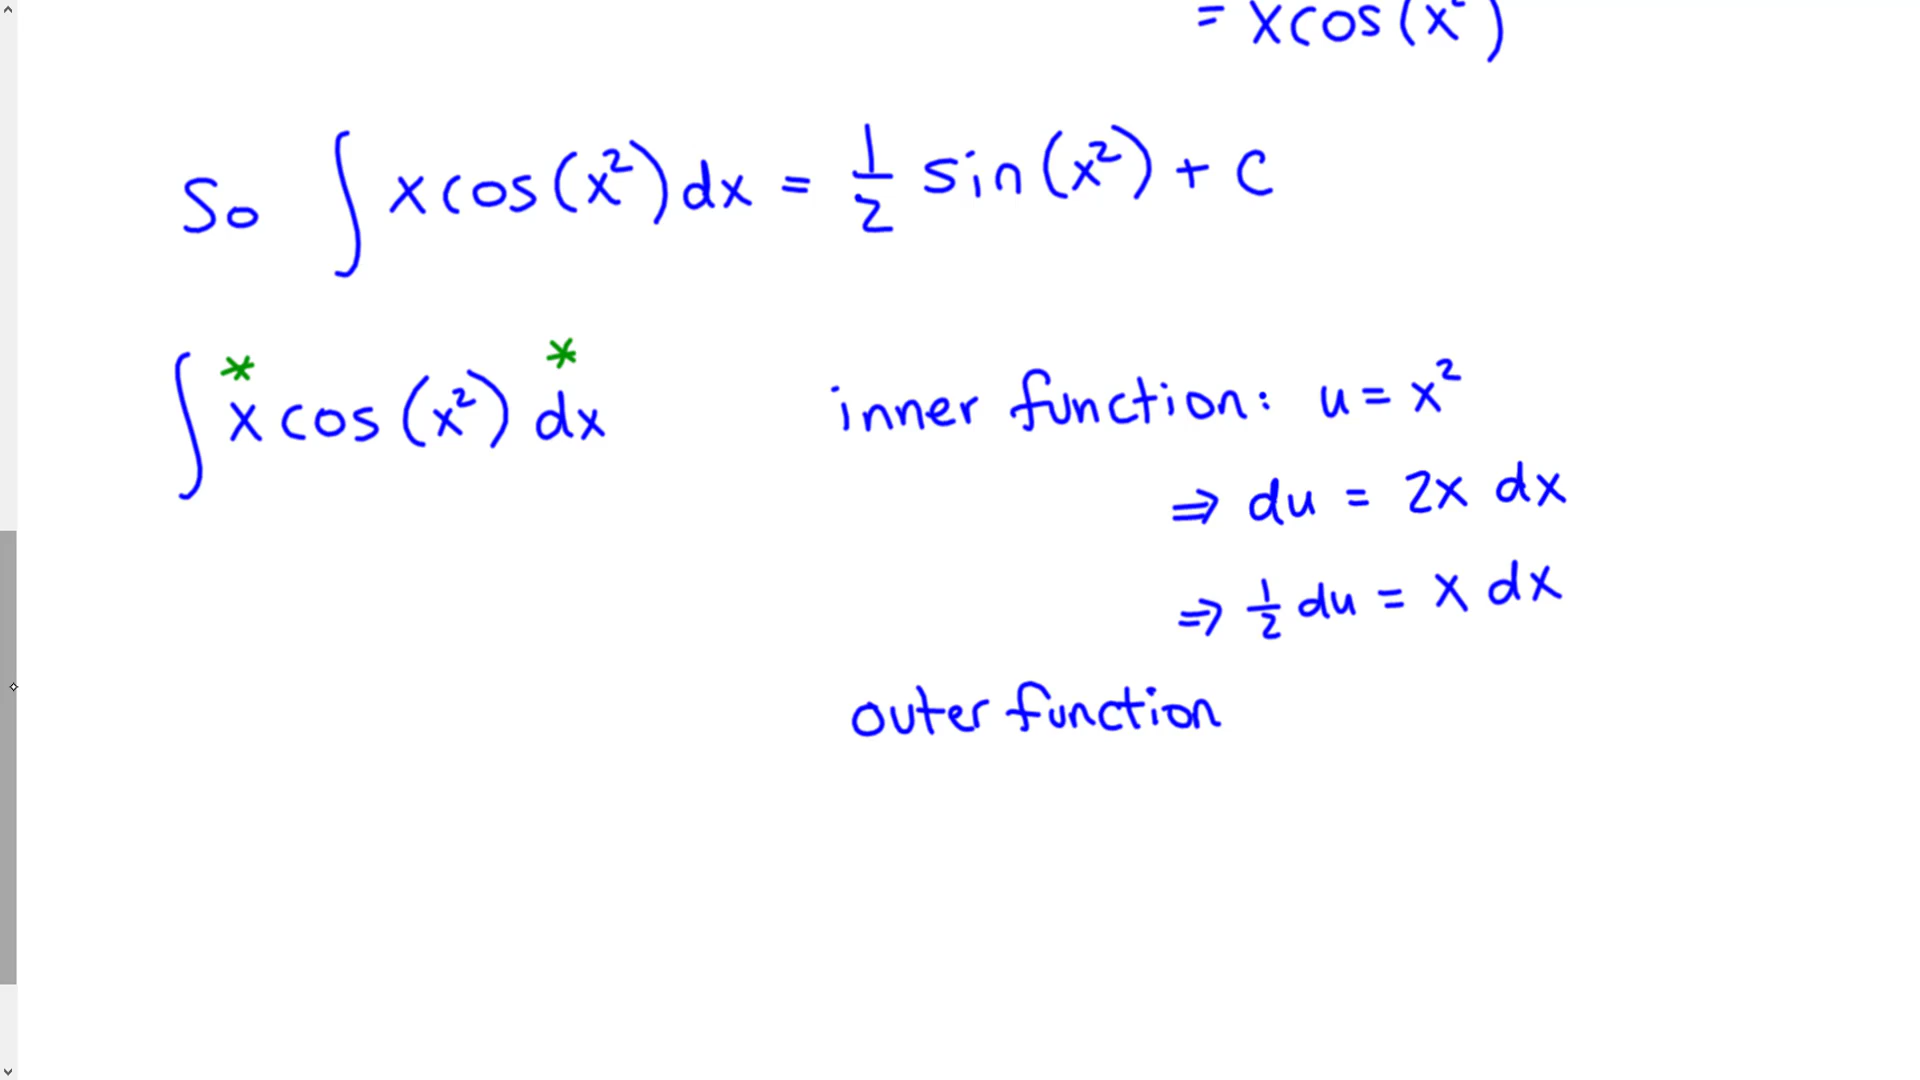 = x cos(x²)
So ∫ x cos(x²) dx = 1/2 sin(x²) + C
∫ x cos(x²) dx
* *
inner function: u = x²
⇒ du = 2x dx
⇒ 1/2 du = x dx
outer function